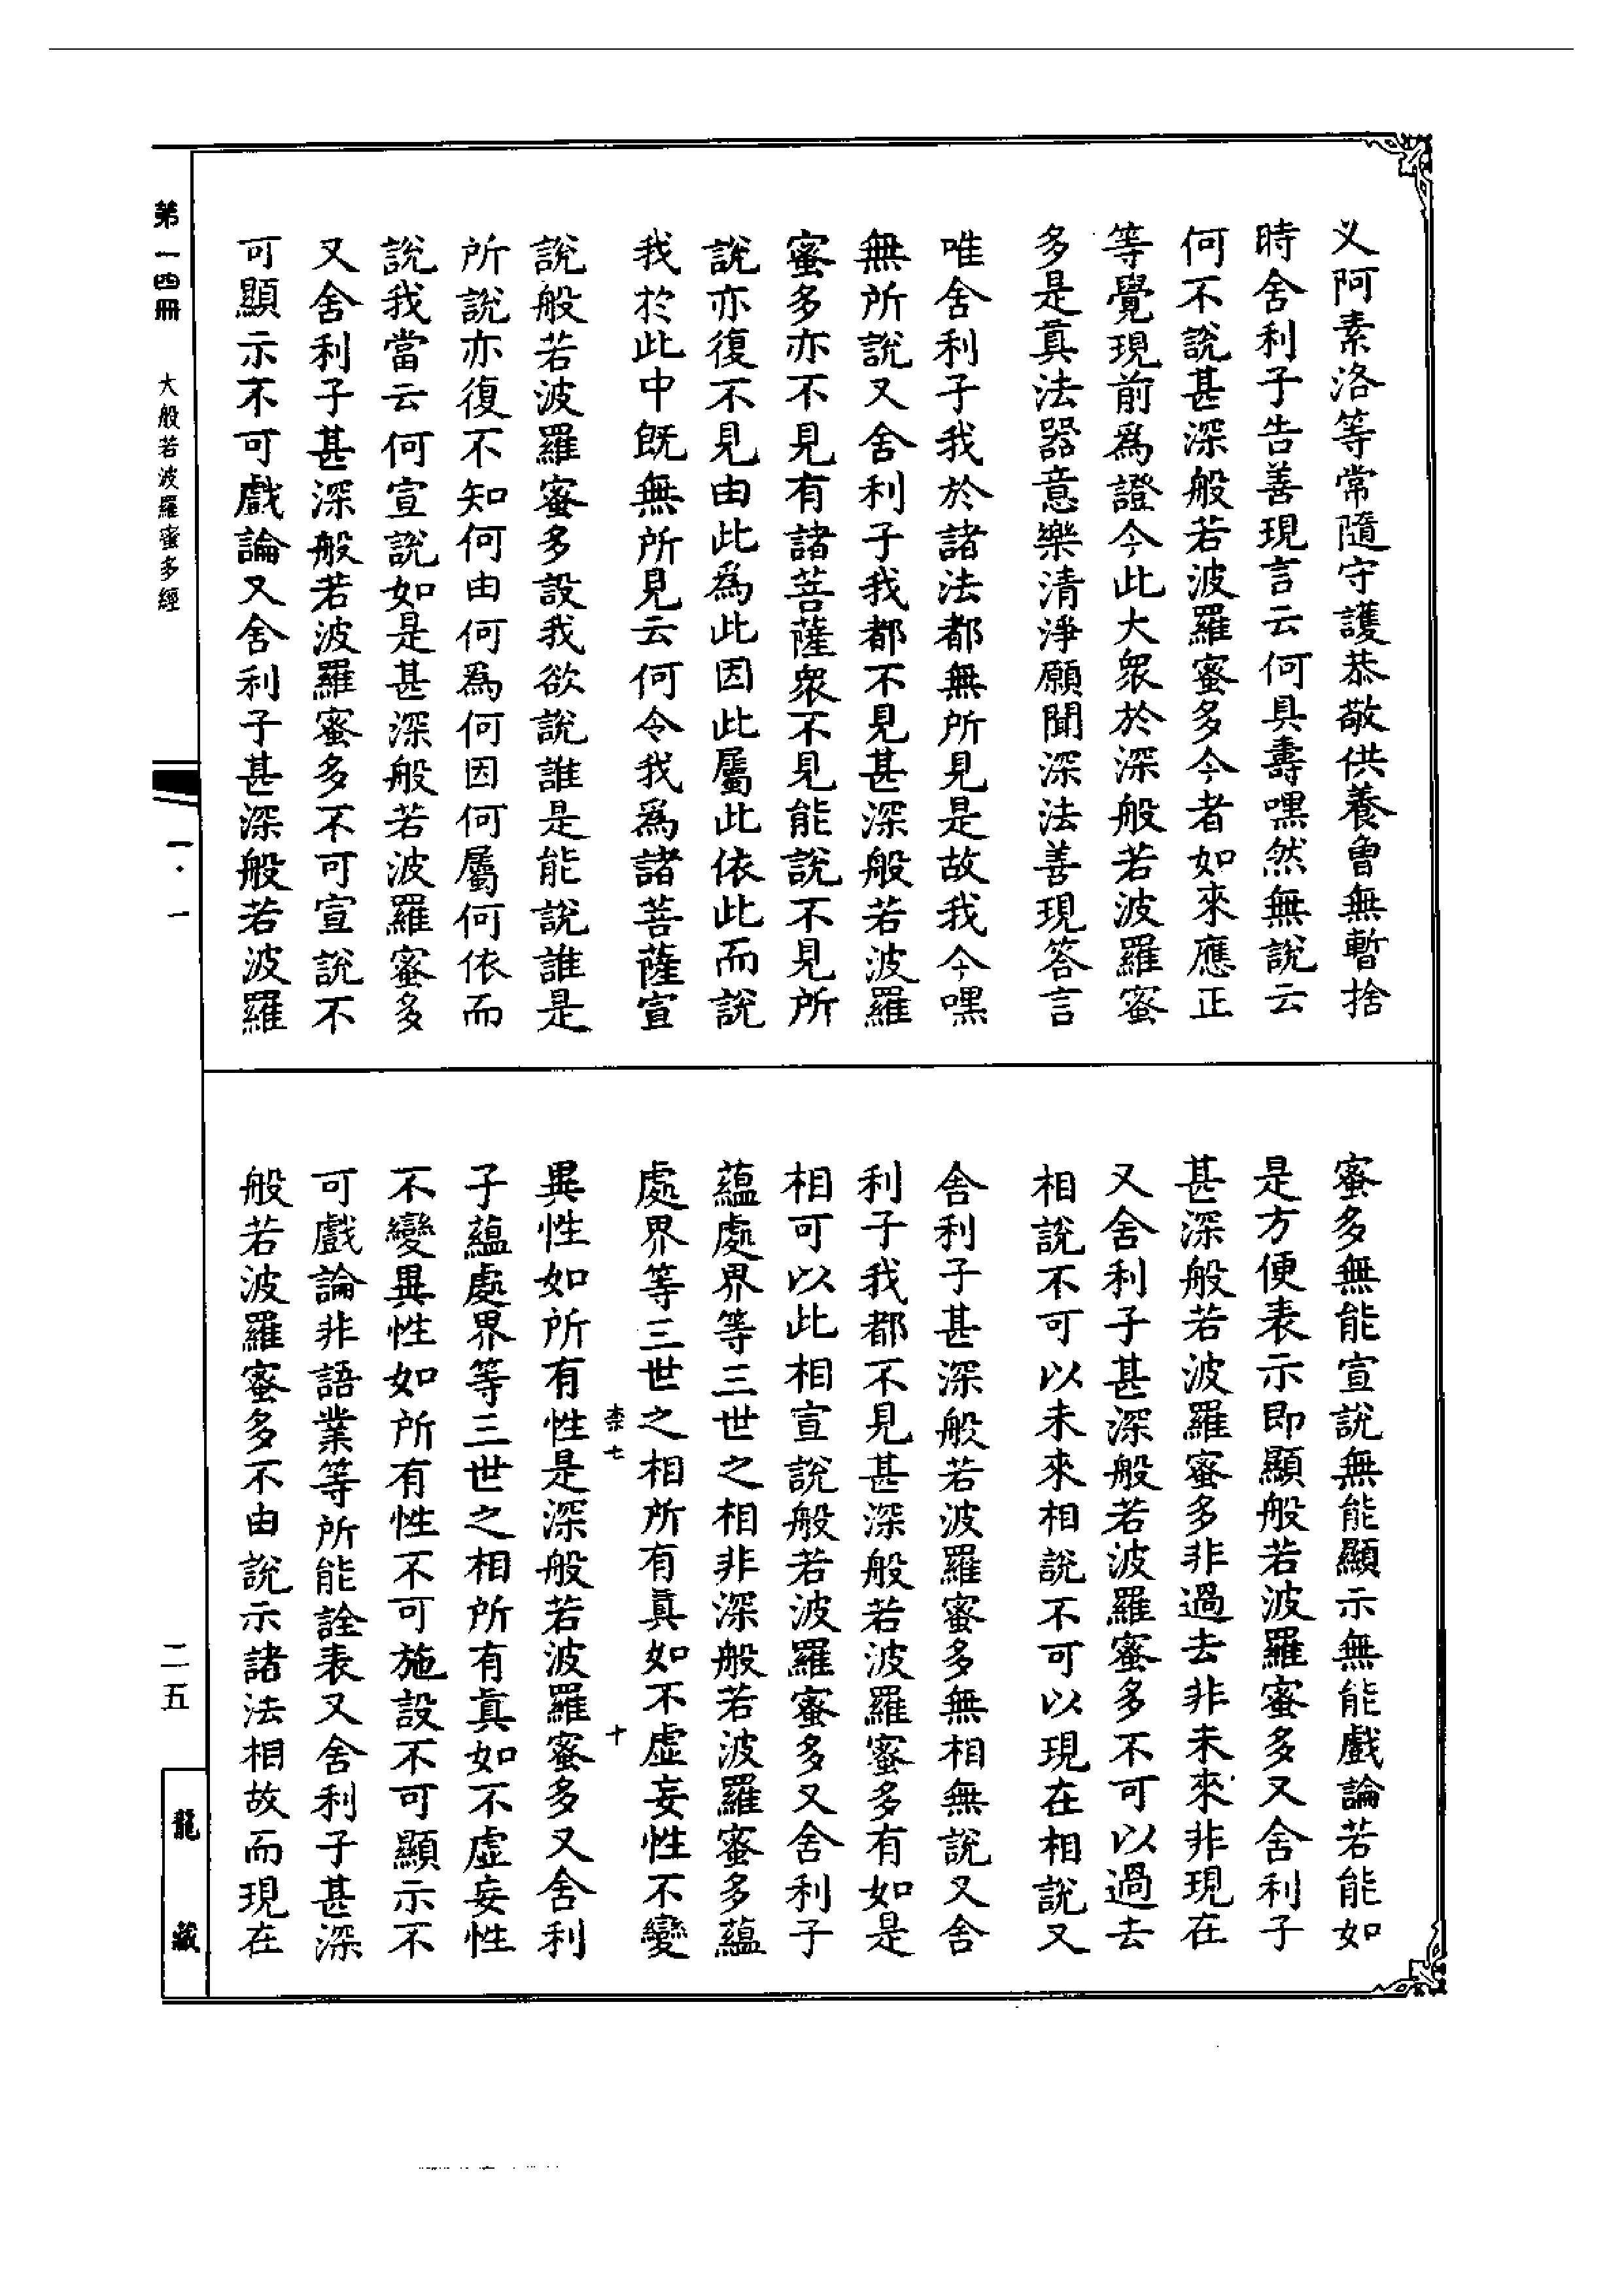 乂阿素洛等常隨守護恭敬供養曾無暫捨
時舍利子告善現言云何具壽嘿然無說云
何不說甚深般若波羅蜜多今者如來應正
等覺現前爲證今此大衆於深般若波羅蜜
多是真法器意樂清淨願聞深法善現答言
唯舍利子我於諸法都無所見是故我今嘿
無所說又舍利子我都不見甚深般若波羅
蜜多亦不見有諸菩薩衆不見能說不見所
說亦復不見由此爲此因此屬此依此而說
我於此中既無所見云何令我爲諸菩薩宣
說般若波羅蜜多設我欲說誰是能說誰是
所說亦復不知何由何爲何因何屬何依而
說我當云何宣說如是甚深般若波羅蜜多
又舍利子甚深般若波羅蜜多不可宣說不
可顯示不可戲論又舍利子甚深般若波羅
蜜多無能宣說無能顯示無能戲論若能如
是方便表示即顯般若波羅蜜多又舍利子
甚深般若波羅蜜多非過去非未來非現在
又舍利子甚深般若波羅蜜多不可以過去
相說不可以未來相說不可以現在相說又
舍利子甚深般若波羅蜜多無相無說又舍
利子我都不見甚深般若波羅蜜多有如是
相可以此相宣說般若波羅蜜多又舍利子
蘊處界等三世之相非深般若波羅蜜多蘊
處界等三世之相所有真如不虛妄性不變
柰七 十
異性如所有性是深般若波羅蜜多又舍利
子蘊處界等三世之相所有真如不虛妄性
不變異性如所有性不可施設不可顯示不
可戲論非語業等所能詮表又舍利子甚深
般若波羅蜜多不由說示諸法相故而現在
第一四冊 大般若波羅蜜多經
一·一
二五
龍藏